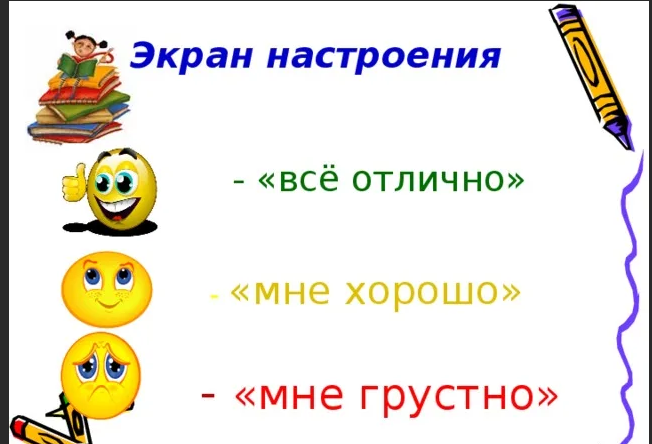 Экран настроения
- «всё отлично»
- «мне хорошо»
- «мне грустно»